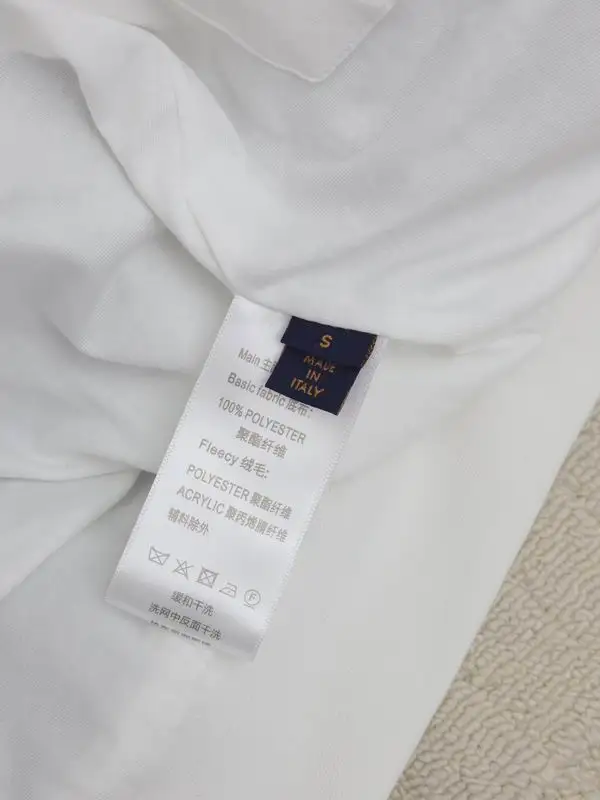 S
MADE
IN
ITALY
Main 主
Basic fabric 底布:
100% POLYESTER
聚酯纤维
Fleecy 绒毛:
POLYESTER 聚酯纤维
ACRYLIC 聚丙烯腈纤维
辅料除外
F
缓和干洗
洗网中反面干洗